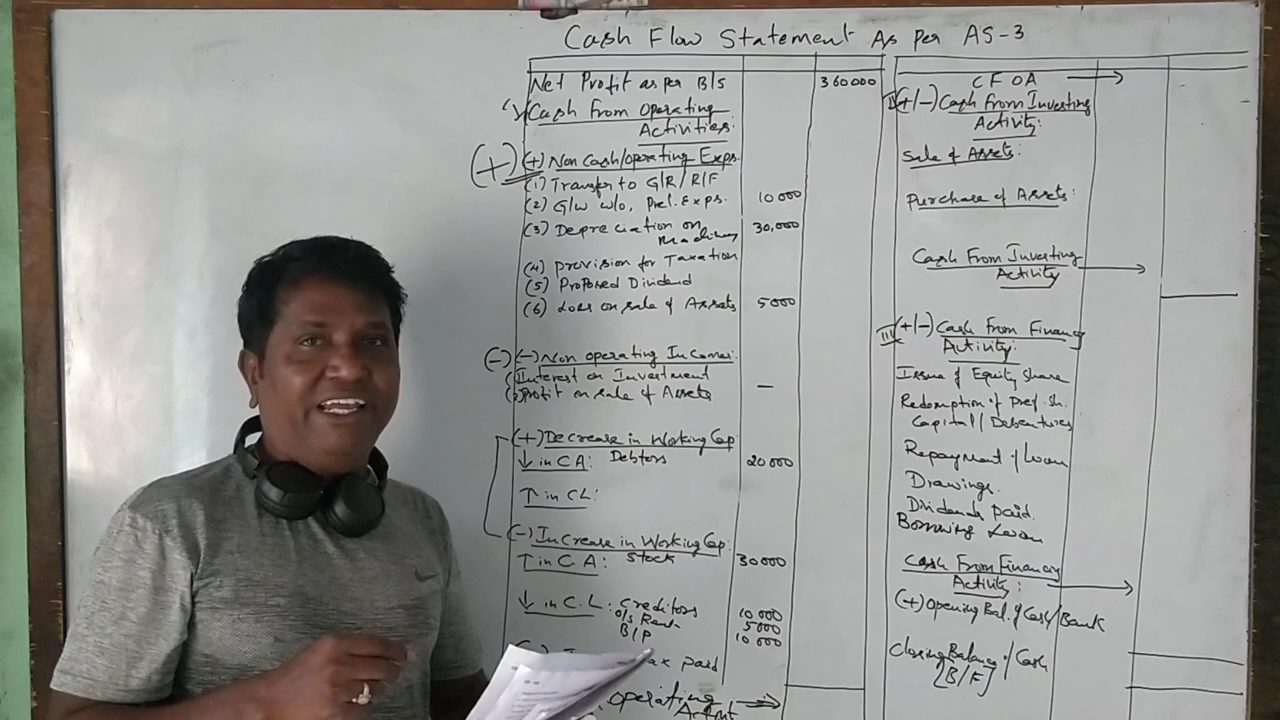 Cash Flow Statement As Per AS-3
Net Profit as per B/S 360000
1) Cash From Operating
Activities:
(+) (+) Non Cash/operating Exps.
(1) Transfer to G/R / R/F
(2) G/w w/o, Prel. Exps. 10000
(3) Depreciation on 30,000
Machinery
(4) Provision for Taxation
(5) Proposed Dividend
(6) Loss on sale of Assets 5000
(-) (-) Non operating Incomes:
Interest on Investment —
Profit on sale of Assets
(+) Decrease in Working Cap
↓ in CA: Debtors 20000
↑ in CL:
(-) Increase in Working Cap:
↑ in C.A: Stock 30000
↓ in C.L: Creditors 10000
o/s Rent 5000
B/P 10000
Tax paid
operating
CFOA
II (+/-) Cash From Investing
Activity:
Sale of Assets:
Purchase of Assets:
Cash From Investing
Activity
III (+/-) Cash From Financing
Activity:
Issue of Equity Share
Redemption of Pref. Sh.
Capital / Debentures
Repayment of Loan
Drawings.
Dividends paid.
Borrowing Loan
Cash From Financing
Activity:
(+) Opening Bal. of Cash/Bank
Closing Balance of Cash
[B/F]